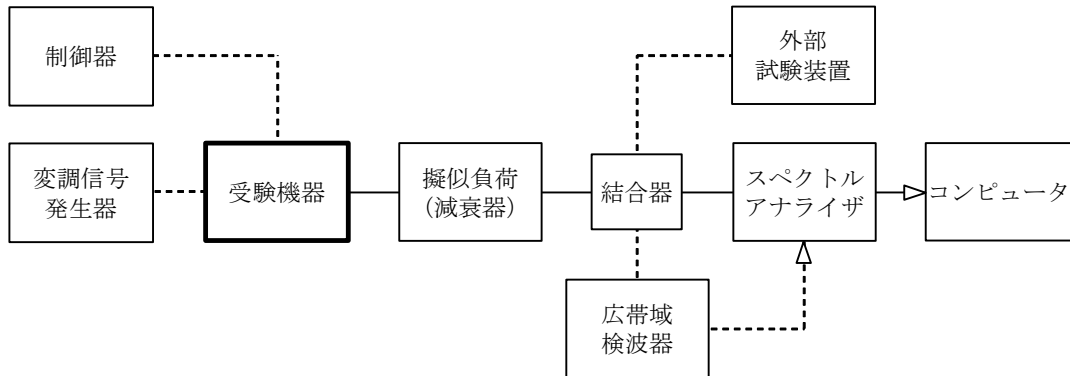 制御器
外部
試験装置
変調信号
発生器
受験機器
擬似負荷
(減衰器)
結合器
スペクトル
アナライザ
コンピュータ
広帯域
検波器